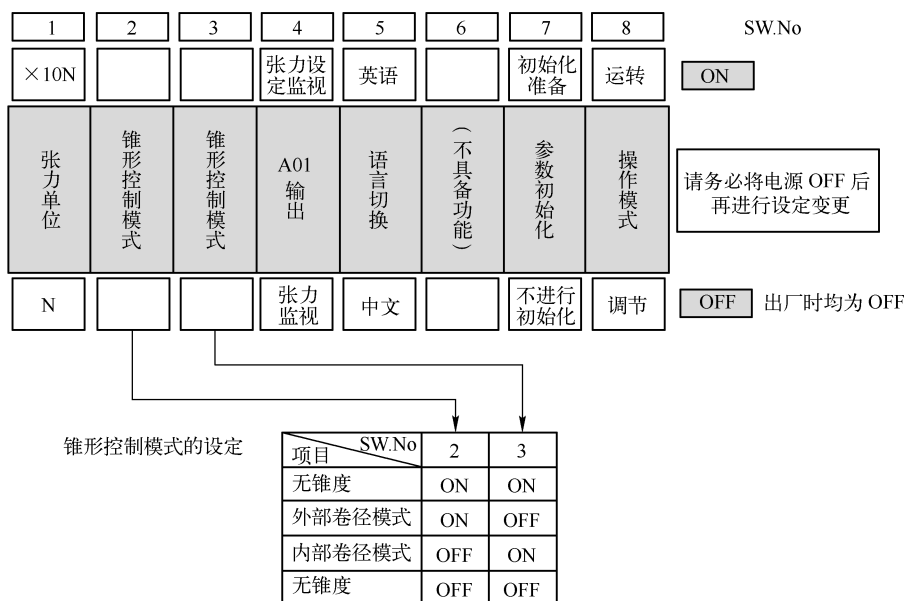 1 2 3 4 5 6 7 8 SW.No
×10N 张力设定监视 英语 初始化准备 运转 ON
张力单位 锥形控制模式 锥形控制模式 A01输出 语言切换 (不具备功能) 参数初始化 操作模式
请务必将电源 OFF 后
再进行设定变更
N 张力监视 中文 不进行初始化 调节 OFF 出厂时均为 OFF
锥形控制模式的设定
项目 SW.No 2 3
无锥度 ON ON
外部卷径模式 ON OFF
内部卷径模式 OFF ON
无锥度 OFF OFF